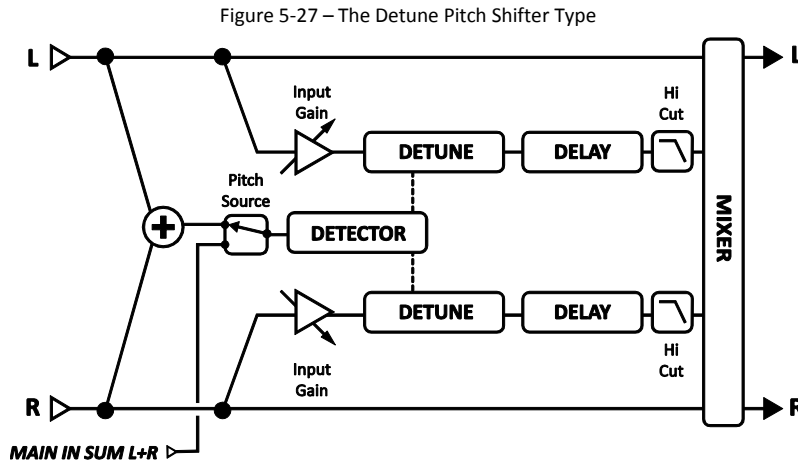 Figure 5-27 – The Detune Pitch Shifter Type
L
L
Input
Gain
Hi
Cut
DETUNE
DELAY
Pitch
Source
DETECTOR
MIXER
DETUNE
DELAY
Input
Gain
Hi
Cut
R
R
MAIN IN SUM L+R